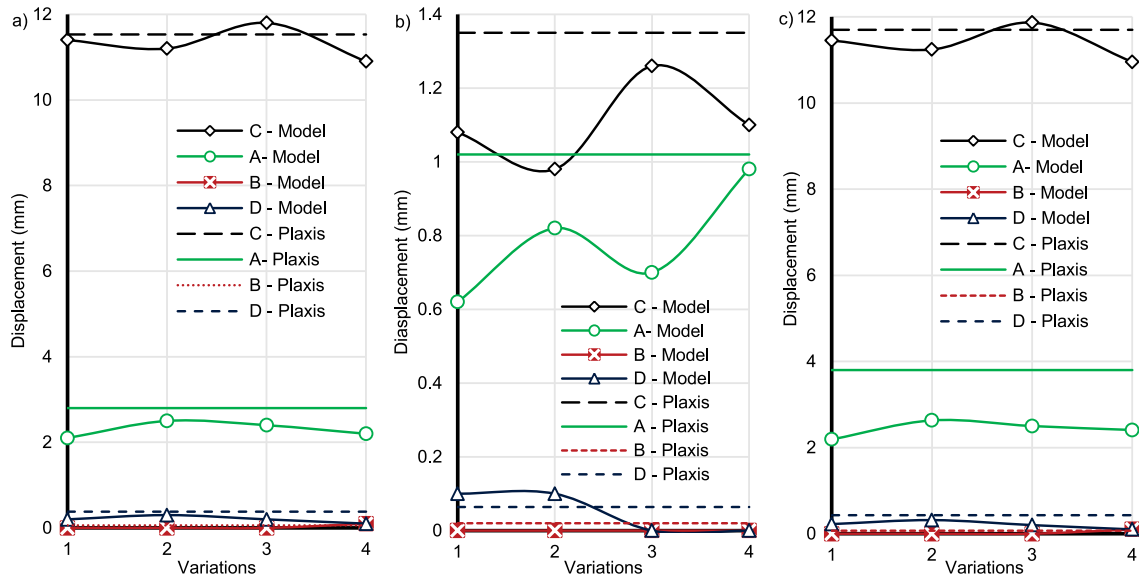 a)
Displacement (mm)
12
10
8
6
4
2
0
C - Model
A- Model
B - Model
D - Model
C - Plaxis
A- Plaxis
B - Plaxis
D - Plaxis
1 2 3 4
Variations
b)
Diasplacement (mm)
1.4
1.2
1
0.8
0.6
0.4
0.2
0
C - Model
A- Model
B - Model
D - Model
C - Plaxis
A - Plaxis
B - Plaxis
D - Plaxis
1 2 3 4
Variations
c)
Displacement (mm)
12
10
8
6
4
2
0
C - Model
A- Model
B - Model
D - Model
C - Plaxis
A - Plaxis
B - Plaxis
D - Plaxis
1 2 3 4
Variations